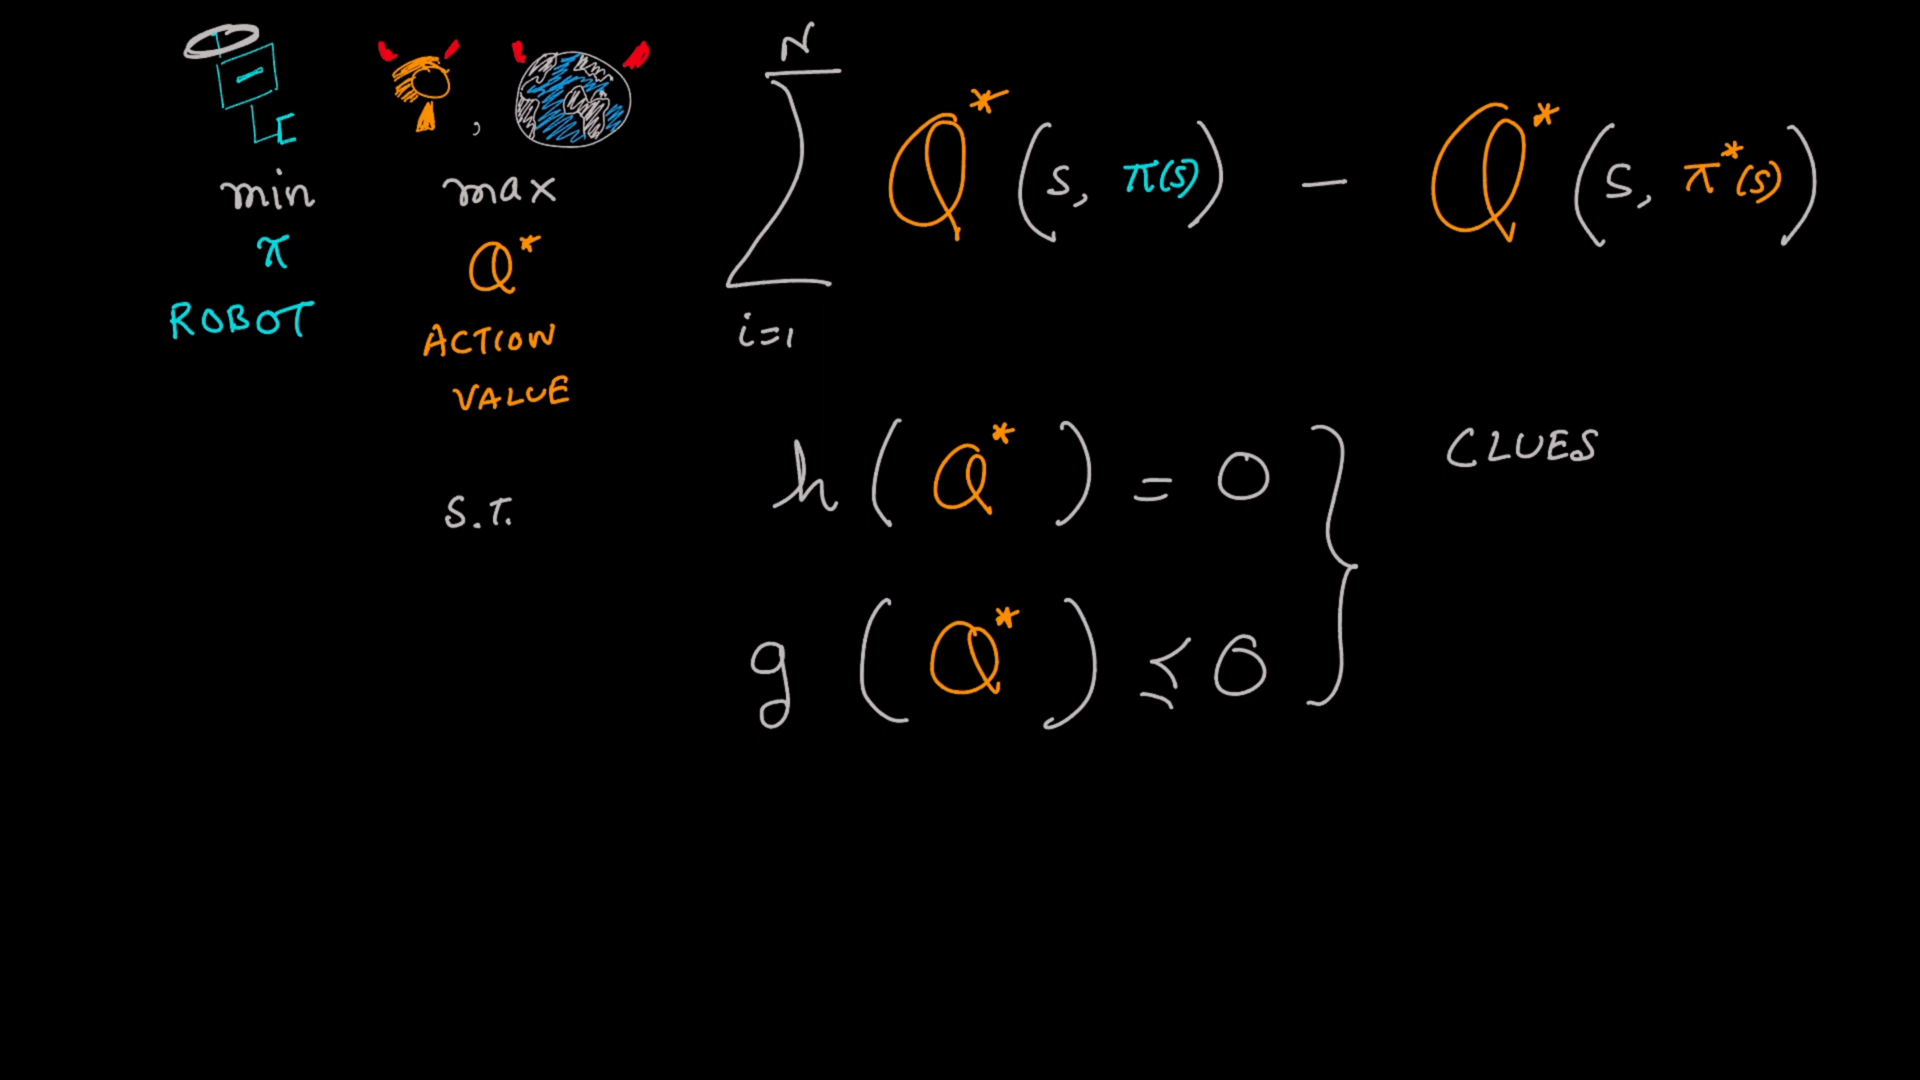 min max
π Q*
ROBOT ACTION VALUE
,
N
∑ Q* (s, π(s)) − Q* (s, π*(s))
i=1
S.T.
h ( Q* ) = 0 } CLUES
g ( Q* ) ≤ 0